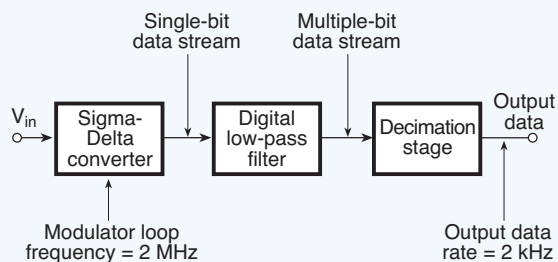 Single-bit
data stream
Multiple-bit
data stream
Vin
Sigma-
Delta
converter
Digital
low-pass
filter
Decimation
stage
Output
data
Modulator loop
frequency = 2 MHz
Output data
rate = 2 kHz